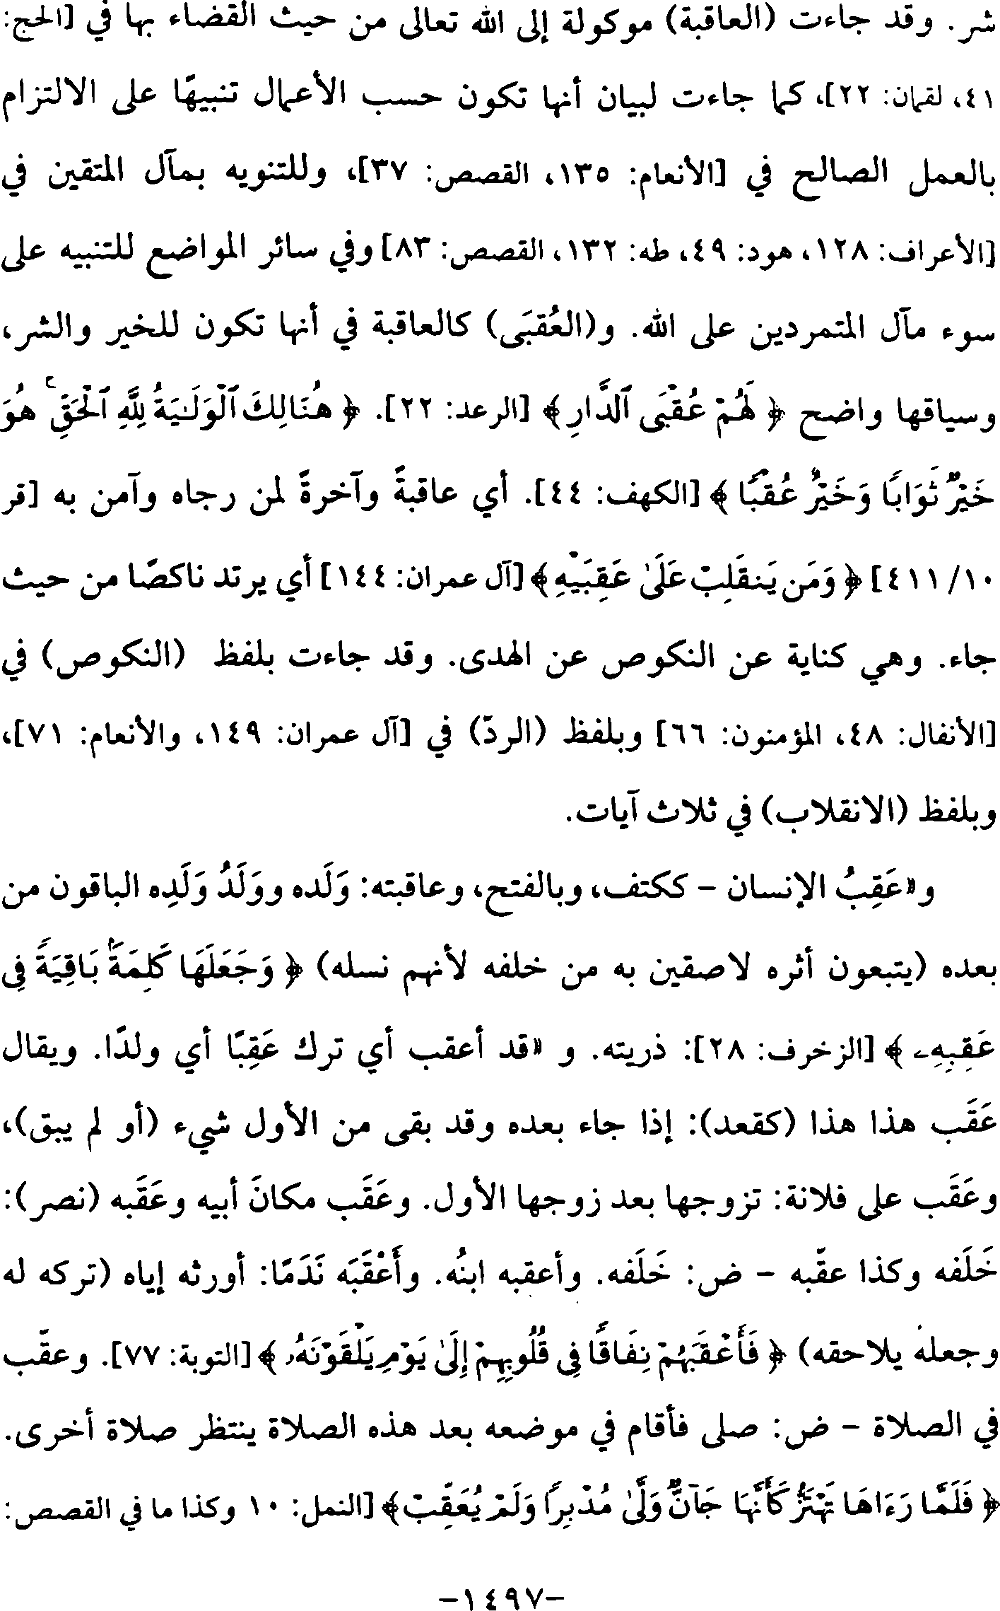 شر. وقد جاءت (العاقبة) موكولة إلى الله تعالى من حيث القضاء بها في [الحج:
٤١، لقمان: ٢٢]، كما جاءت لبيان أنها تكون حسب الأعمال تنبيهًا على الالتزام
بالعمل الصالح في [الأنعام: ١٣٥، القصص: ٣٧]، وللتنويه بمآل المتقين في
[الأعراف: ١٢٨، هود: ٤٩، طه: ١٣٢، القصص: ٨٣] وفي سائر المواضع للتنبيه على
سوء مآل المتمردين على الله. و(العُقبَى) كالعاقبة في أنها تكون للخير والشر،
وسياقها واضح ﴿ لَهُمْ عُقْبَى ٱلدَّارِ ﴾ [الرعد: ٢٢]. ﴿ هُنَالِكَ ٱلْوَلَٰيَةُ لِلَّهِ ٱلْحَقِّ ۚ هُوَ
خَيْرٌ ثَوَابًا وَخَيْرٌ عُقْبًا ﴾ [الكهف: ٤٤]. أي عاقبةً وآخرةً لمن رجاه وآمن به [قر
١٠/ ٤١١] ﴿ وَمَن يَنقَلِبْ عَلَىٰ عَقِبَيْهِ ﴾ [آل عمران: ١٤٤] أي يرتد ناكصًا من حيث
جاء. وهي كناية عن النكوص عن الهدى. وقد جاءت بلفظ (النكوص) في
[الأنفال: ٤٨، المؤمنون: ٦٦] وبلفظ (الردّ) في [آل عمران: ١٤٩، والأنعام: ٧١]،
وبلفظ (الانقلاب) في ثلاث آيات.
و«عَقِبُ الإنسان - ككتف، وبالفتح، وعاقبته: وَلَده ووَلَدُ وَلَدِه الباقون من
بعده (يتبعون أثره لاصقين به من خلفه لأنهم نسله) ﴿ وَجَعَلَهَا كَلِمَةً بَاقِيَةً فِى
عَقِبِهِۦ ﴾ [الزخرف: ٢٨]: ذريته. و «قد أعقب أي ترك عَقِبًا أي ولدًا. ويقال
عَقَب هذا هذا (كقعد): إذا جاء بعده وقد بقى من الأول شيء (أو لم يبق)،
وعَقَب على فلانة: تزوجها بعد زوجها الأول. وعَقَب مكانَ أبيه وعَقَبه (نصر):
خَلَفه وكذا عقّبه - ض: خَلَفه. وأعقبه ابنُه. وأَعْقَبَه نَدَمًا: أورثه إياه (تركه له
وجعله يلاحقه) ﴿ فَأَعْقَبَهُمْ نِفَاقًا فِى قُلُوبِهِمْ إِلَىٰ يَوْمِ يَلْقَوْنَهُۥ ﴾ [التوبة: ٧٧]. وعقّب
في الصلاة - ض: صلى فأقام في موضعه بعد هذه الصلاة ينتظر صلاة أخرى.
﴿ فَلَمَّا رَءَاهَا تَهْتَزُّ كَأَنَّهَا جَآنٌّ وَلَّىٰ مُدْبِرًا وَلَمْ يُعَقِّبْ ﴾ [النمل: ١٠ وكذا ما في القصص:
-١٤٩٧-